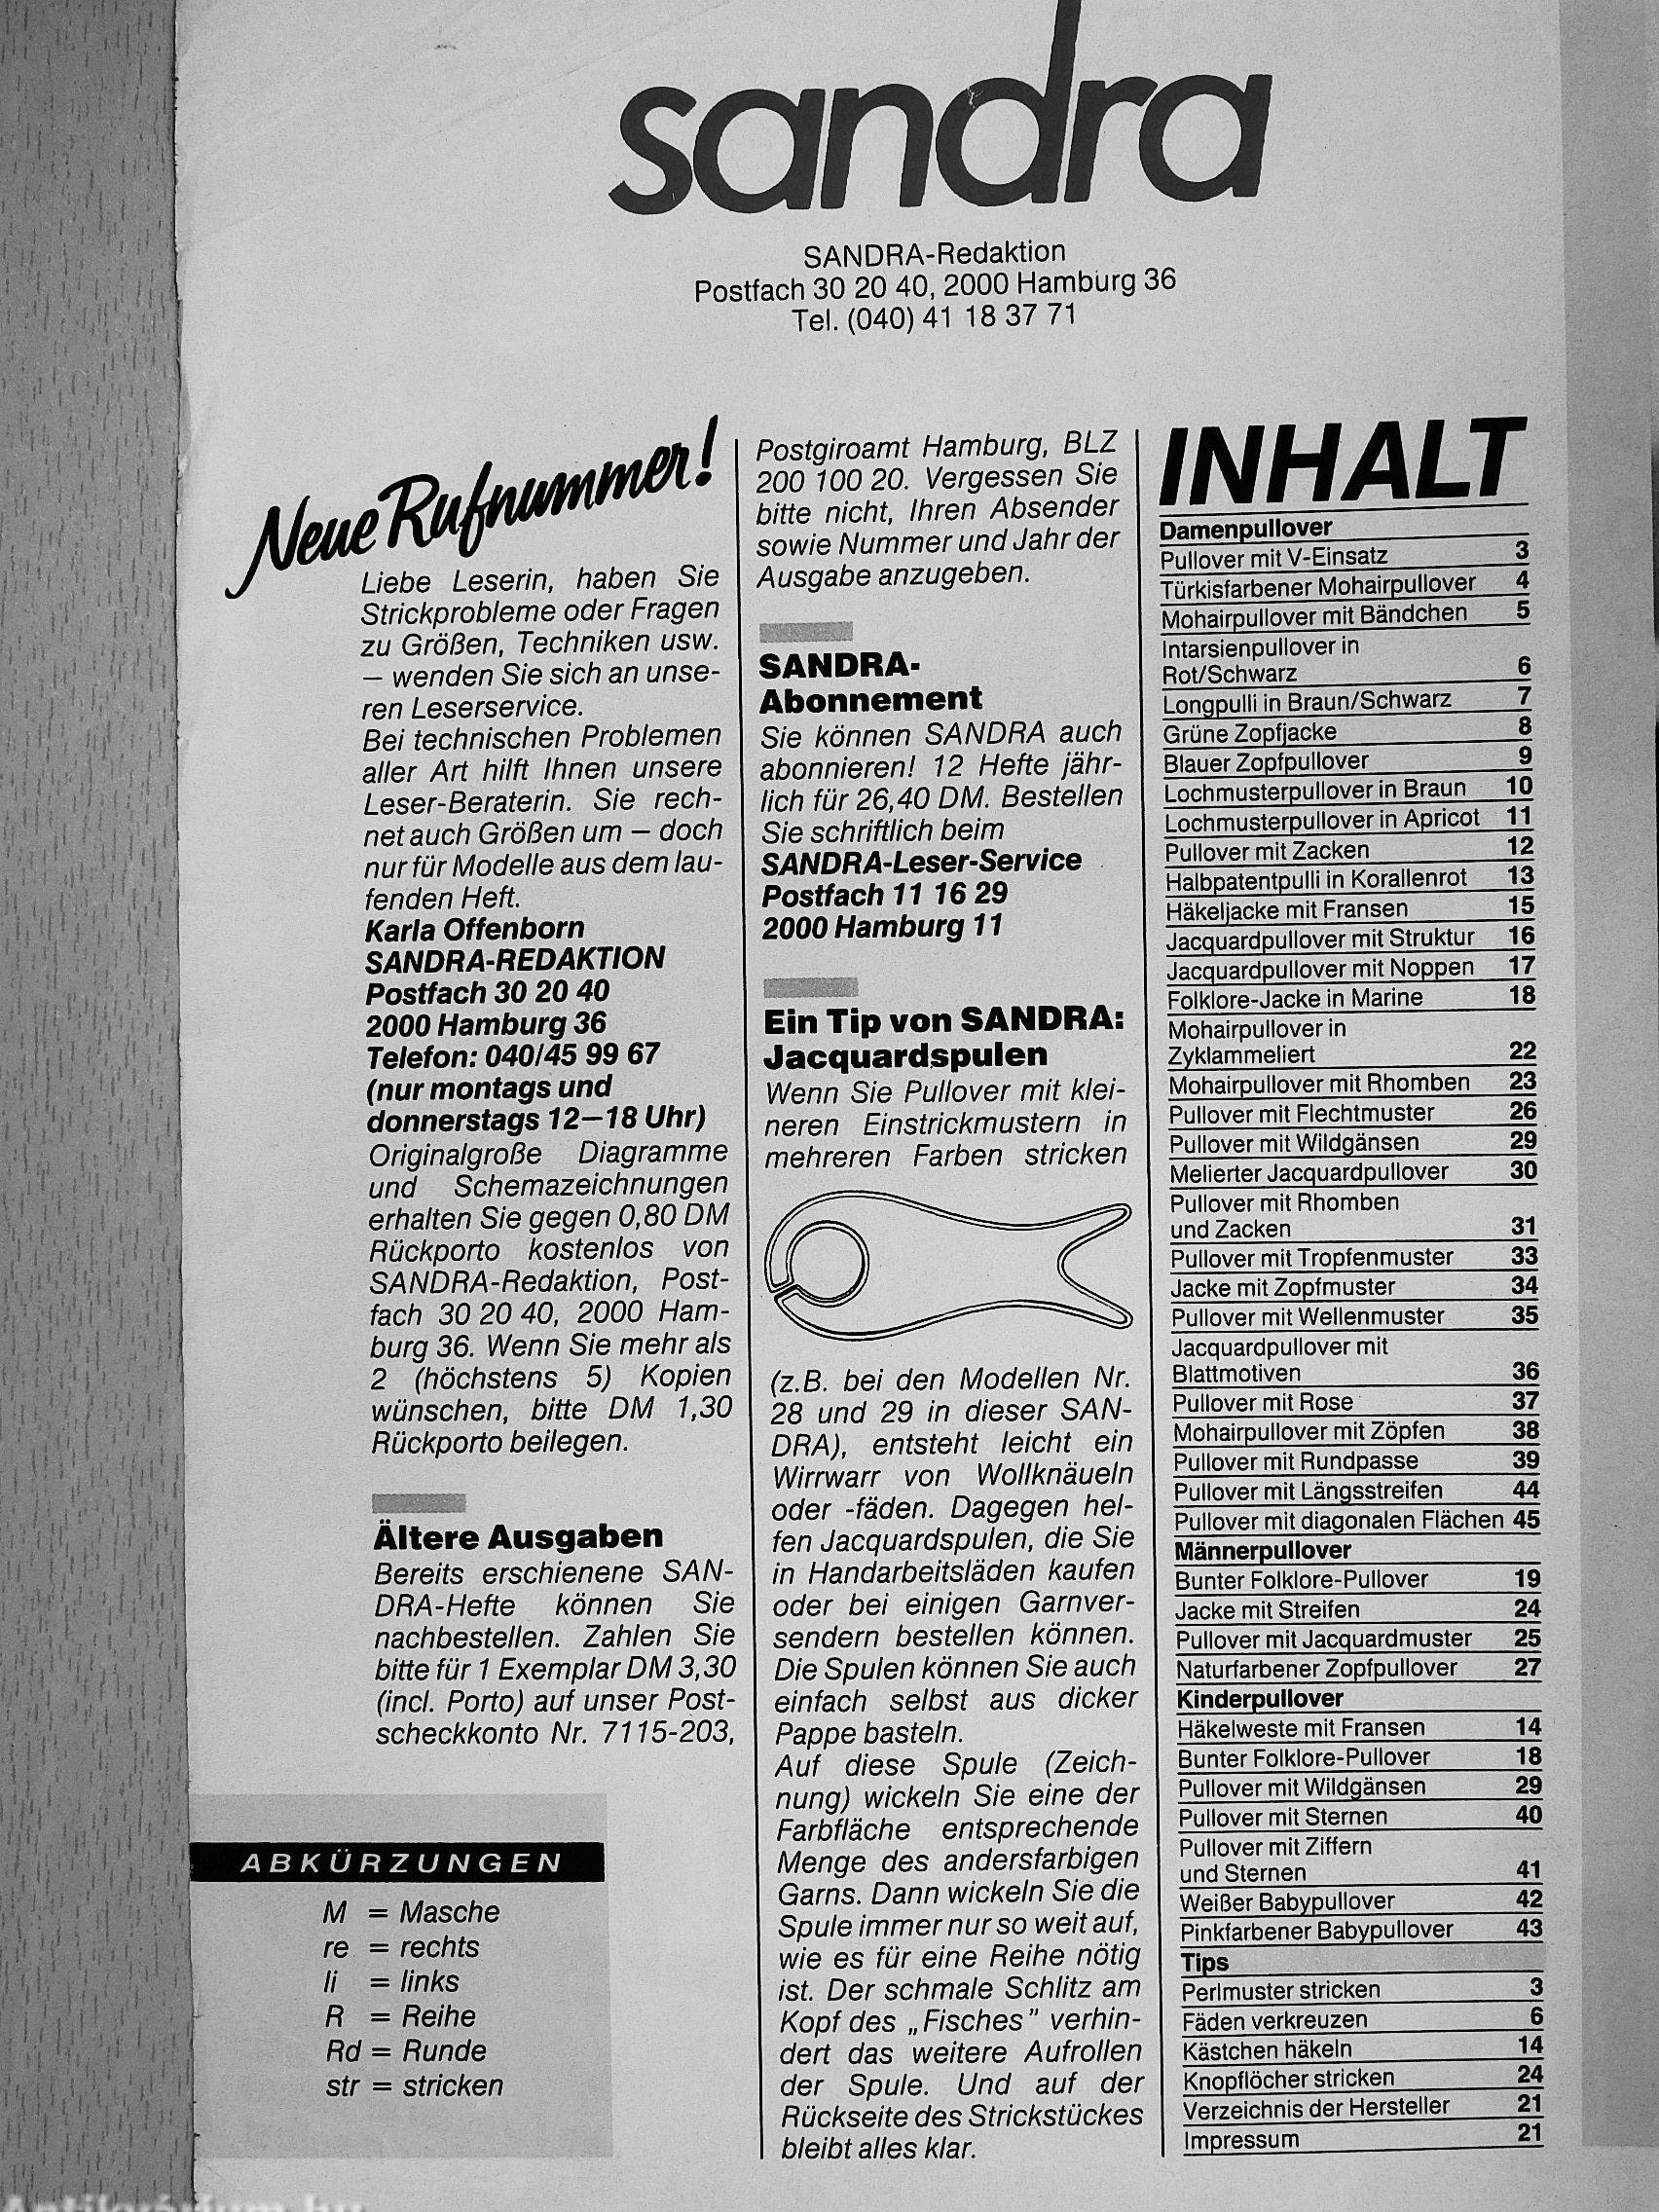 sandra
SANDRA-Redaktion
Postfach 30 20 40, 2000 Hamburg 36
Tel. (040) 41 18 37 71
Neue Rufnummer!
Liebe Leserin, haben Sie
Strickprobleme oder Fragen
zu Größen, Techniken usw.
– wenden Sie sich an unse-
ren Leserservice.
Bei technischen Problemen
aller Art hilft Ihnen unsere
Leser-Beraterin. Sie rech-
net auch Größen um – doch
nur für Modelle aus dem lau-
fenden Heft.
Karla Offenborn
SANDRA-REDAKTION
Postfach 30 20 40
2000 Hamburg 36
Telefon: 040/45 99 67
(nur montags und
donnerstags 12–18 Uhr)
Originalgroße Diagramme
und Schemazeichnungen
erhalten Sie gegen 0,80 DM
Rückporto kostenlos von
SANDRA-Redaktion, Post-
fach 30 20 40, 2000 Ham-
burg 36. Wenn Sie mehr als
2 (höchstens 5) Kopien
wünschen, bitte DM 1,30
Rückporto beilegen.
Ältere Ausgaben
Bereits erschienene SAN-
DRA-Hefte können Sie
nachbestellen. Zahlen Sie
bitte für 1 Exemplar DM 3,30
(incl. Porto) auf unser Post-
scheckkonto Nr. 7115-203,
ABKÜRZUNGEN
M = Masche
re = rechts
li = links
R = Reihe
Rd = Runde
str = stricken
Postgiroamt Hamburg, BLZ
200 100 20. Vergessen Sie
bitte nicht, Ihren Absender
sowie Nummer und Jahr der
Ausgabe anzugeben.
SANDRA-
Abonnement
Sie können SANDRA auch
abonnieren! 12 Hefte jähr-
lich für 26,40 DM. Bestellen
Sie schriftlich beim
SANDRA-Leser-Service
Postfach 11 16 29
2000 Hamburg 11
Ein Tip von SANDRA:
Jacquardspulen
Wenn Sie Pullover mit klei-
neren Einstrickmustern in
mehreren Farben stricken
(z.B. bei den Modellen Nr.
28 und 29 in dieser SAN-
DRA), entsteht leicht ein
Wirrwarr von Wollknäueln
oder -fäden. Dagegen hel-
fen Jacquardspulen, die Sie
in Handarbeitsläden kaufen
oder bei einigen Garnver-
sendern bestellen können.
Die Spulen können Sie auch
einfach selbst aus dicker
Pappe basteln.
Auf diese Spule (Zeich-
nung) wickeln Sie eine der
Farbfläche entsprechende
Menge des andersfarbigen
Garns. Dann wickeln Sie die
Spule immer nur so weit auf,
wie es für eine Reihe nötig
ist. Der schmale Schlitz am
Kopf des „Fisches" verhin-
dert das weitere Aufrollen
der Spule. Und auf der
Rückseite des Strickstückes
bleibt alles klar.
INHALT
Damenpullover
Pullover mit V-Einsatz 3
Türkisfarbener Mohairpullover 4
Mohairpullover mit Bändchen 5
Intarsienpullover in
Rot/Schwarz 6
Longpulli in Braun/Schwarz 7
Grüne Zopfjacke 8
Blauer Zopfpullover 9
Lochmusterpullover in Braun 10
Lochmusterpullover in Apricot 11
Pullover mit Zacken 12
Halbpatentpulli in Korallenrot 13
Häkeljacke mit Fransen 15
Jacquardpullover mit Struktur 16
Jacquardpullover mit Noppen 17
Folklore-Jacke in Marine 18
Mohairpullover in
Zyklammeliert 22
Mohairpullover mit Rhomben 23
Pullover mit Flechtmuster 26
Pullover mit Wildgänsen 29
Melierter Jacquardpullover 30
Pullover mit Rhomben
und Zacken 31
Pullover mit Tropfenmuster 33
Jacke mit Zopfmuster 34
Pullover mit Wellenmuster 35
Jacquardpullover mit
Blattmotiven 36
Pullover mit Rose 37
Mohairpullover mit Zöpfen 38
Pullover mit Rundpasse 39
Pullover mit Längsstreifen 44
Pullover mit diagonalen Flächen 45
Männerpullover
Bunter Folklore-Pullover 19
Jacke mit Streifen 24
Pullover mit Jacquardmuster 25
Naturfarbener Zopfpullover 27
Kinderpullover
Häkelweste mit Fransen 14
Bunter Folklore-Pullover 18
Pullover mit Wildgänsen 29
Pullover mit Sternen 40
Pullover mit Ziffern
und Sternen 41
Weißer Babypullover 42
Pinkfarbener Babypullover 43
Tips
Perlmuster stricken 3
Fäden verkreuzen 6
Kästchen häkeln 14
Knopflöcher stricken 24
Verzeichnis der Hersteller 21
Impressum 21